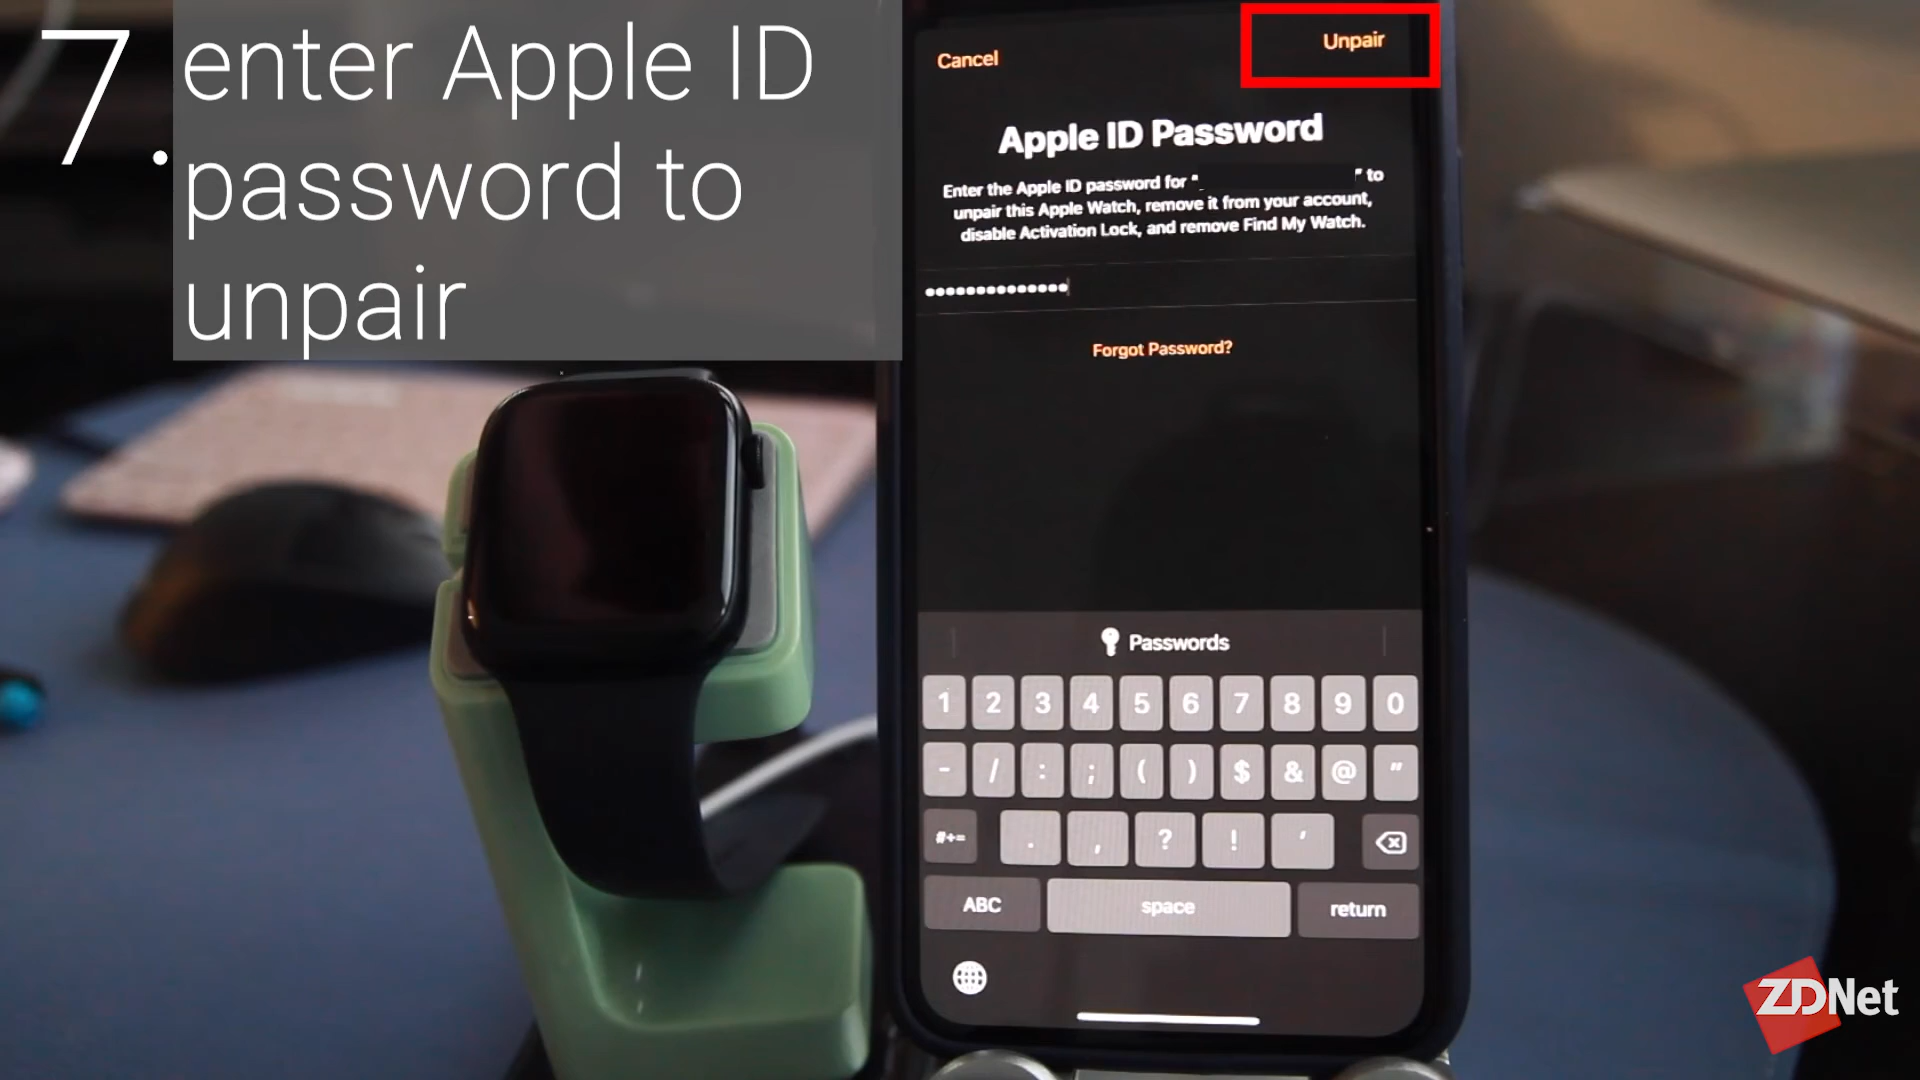 7.
enter Apple ID
password to
unpair
Cancel
Unpair
Apple ID Password
Enter the Apple ID password for “ ” to
unpair this Apple Watch, remove it from your account,
disable Activation Lock, and remove Find My Watch.
••••••••••••••
Forgot Password?
Passwords
1 2 3 4 5 6 7 8 9 0
- / : ; ( ) $ & @ "
#+= . , ? ! '
ABC space return
ZDNet